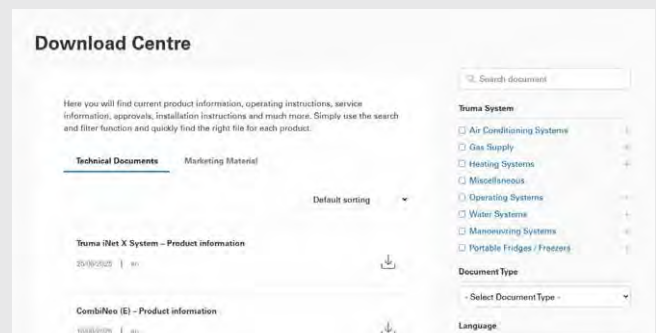 Download Centre
Here you will find current product information, operating instructions, service
information, approvals, installation instructions and much more. Simply use the search
and filter function and quickly find the right file for each product.
Technical Documents Marketing Material
Default sorting
Truma iNet X System – Product information
| en
CombiNeo (E) – Product information
| en
Search document
Truma System
Air Conditioning Systems
Gas Supply
Heating Systems
Miscellaneous
Operating Systems
Water Systems
Manoeuvring Systems
Portable Fridges / Freezers
Document Type
- Select Document Type -
Language